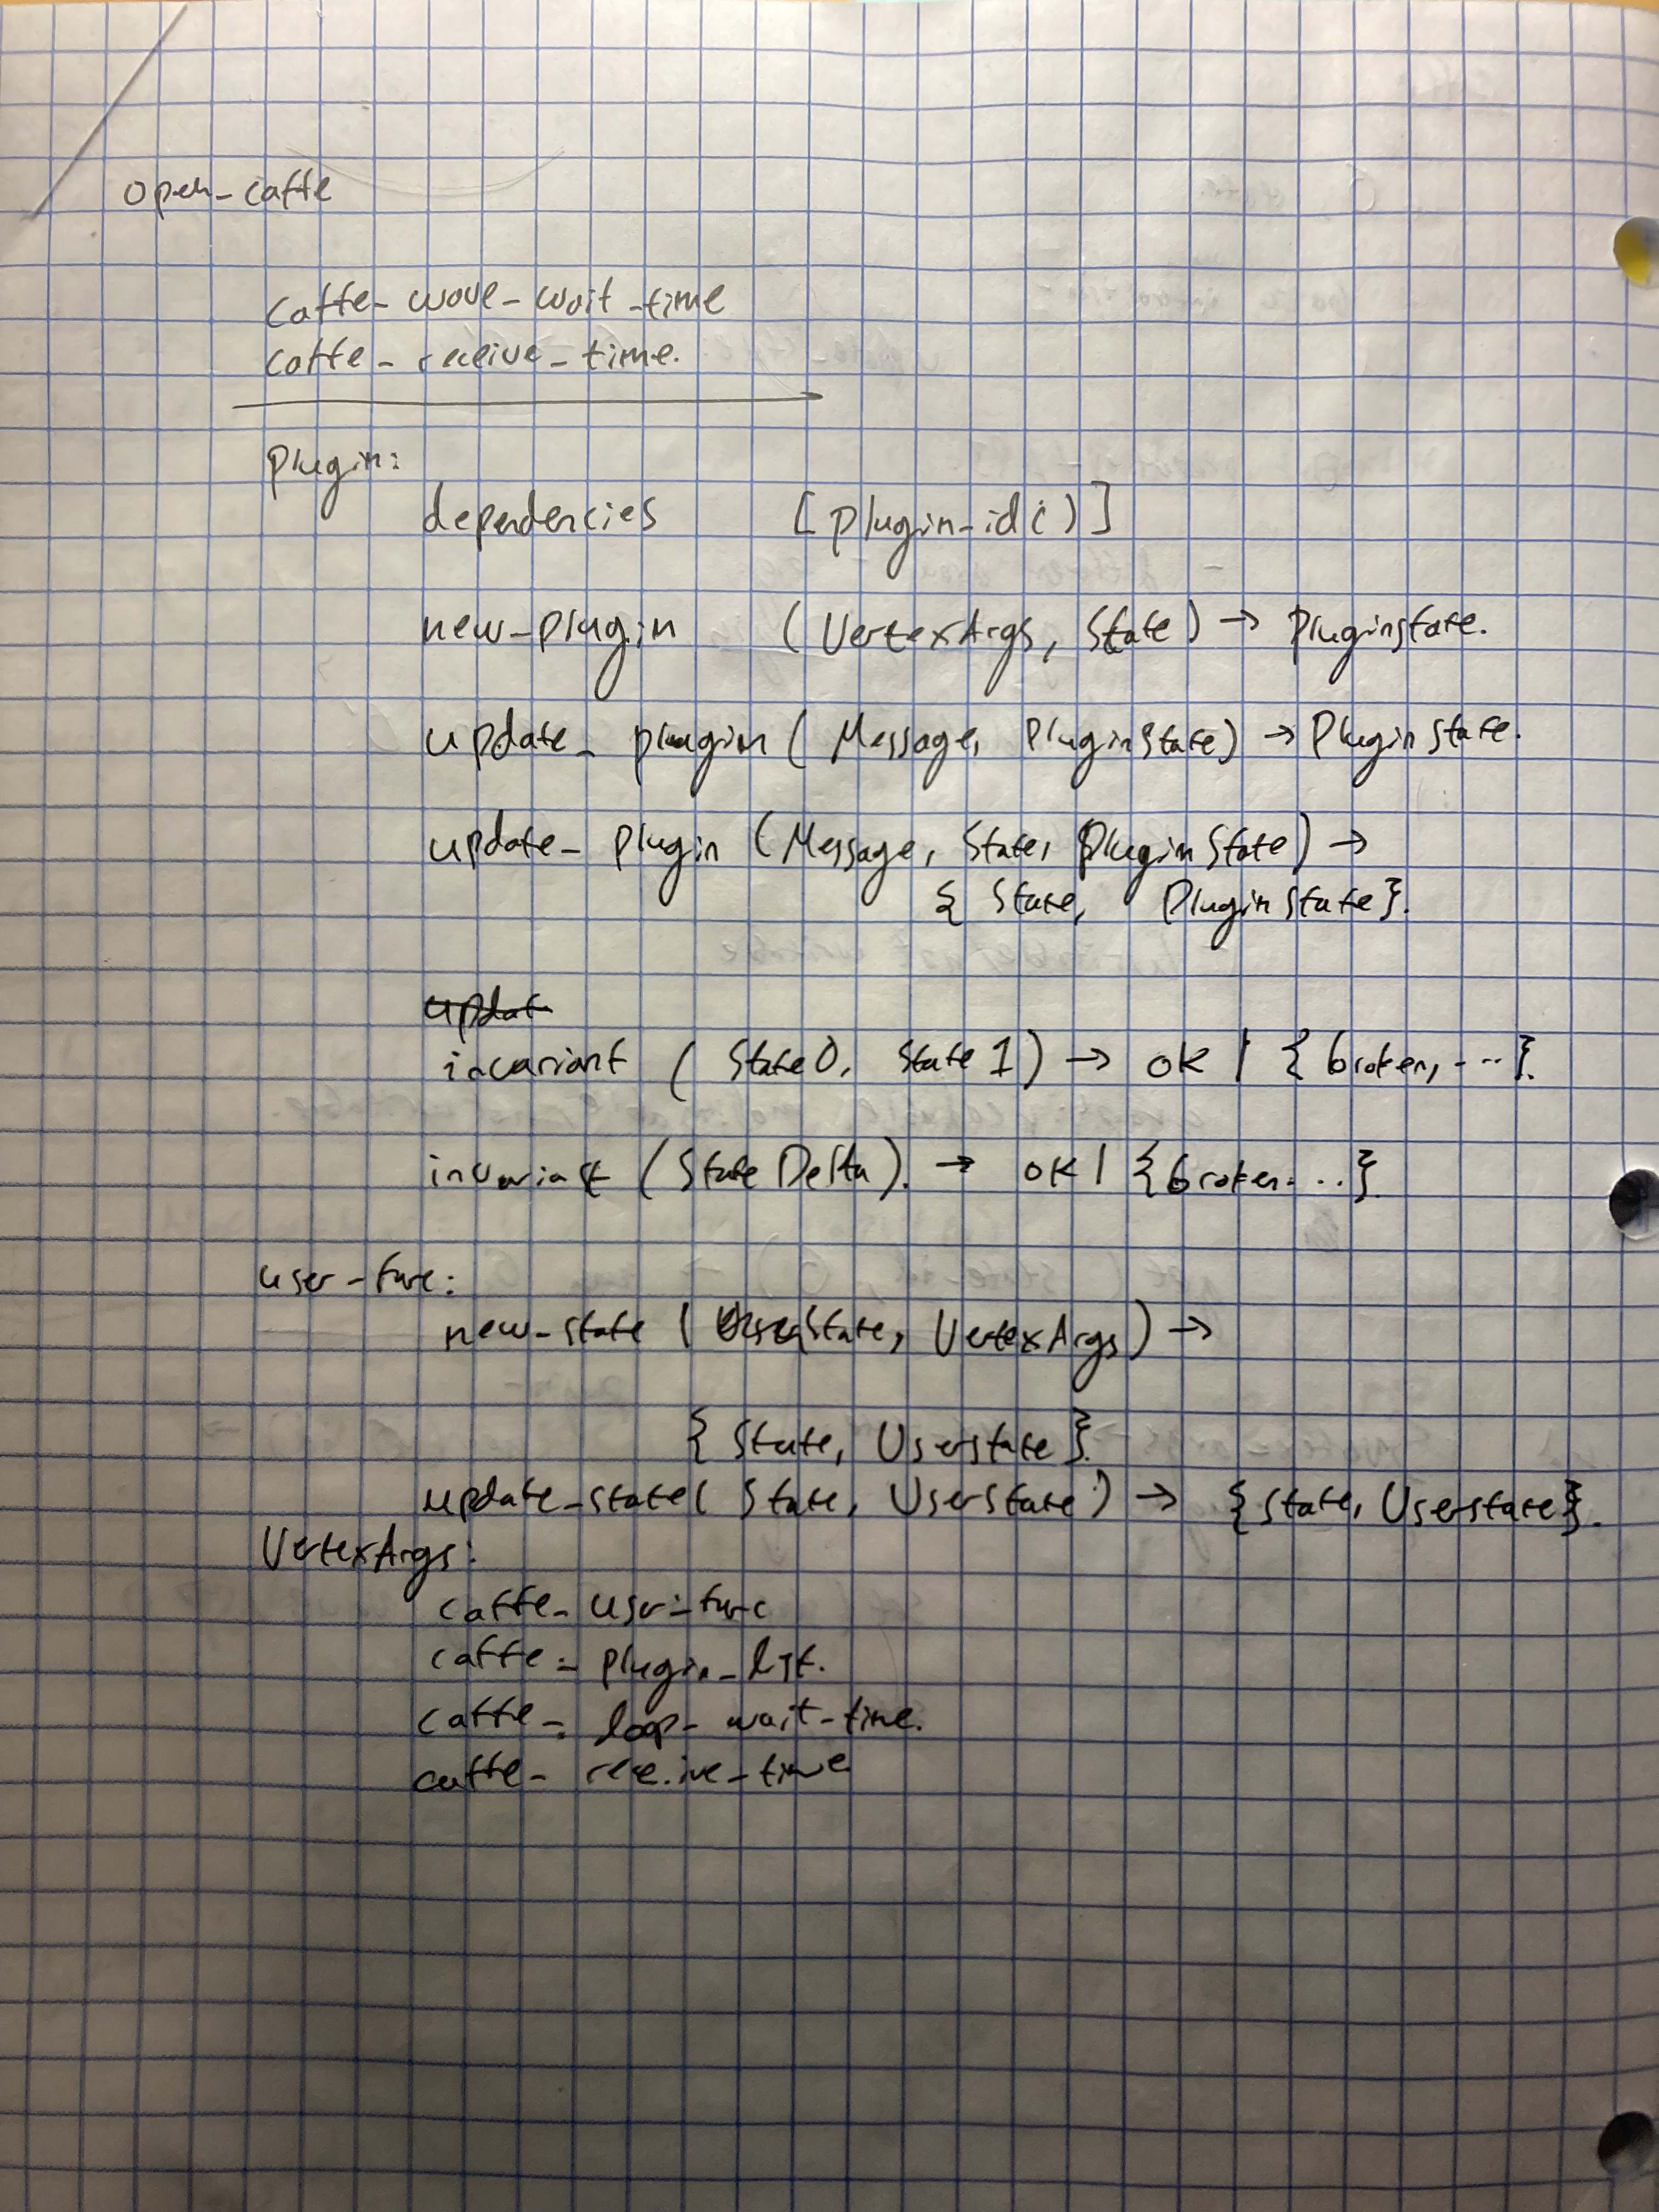 open_caffe
caffe_wave_wait_time
caffe_receive_time.
plugin:
dependencies [plugin_id()]
new_plugin (VertexArgs, State) → PluginState.
update_plugin (Message, PluginState) → PluginState.
update_plugin (Message, State, PluginState) →
{ State, PluginState}.
updat
invariant ( State0, State1) → ok | { broken, ...}.
invariant (StateDelta). → ok | {broken. ...}.
user_func:
new_state ( UserState, VertexArgs) →
{ State, UserState}.
update_state( State, UserState) → {State, UserState}.
VertexArgs:
caffe_user_func
caffe_plugin_list.
caffe_loop_wait_time.
caffe_receive_time